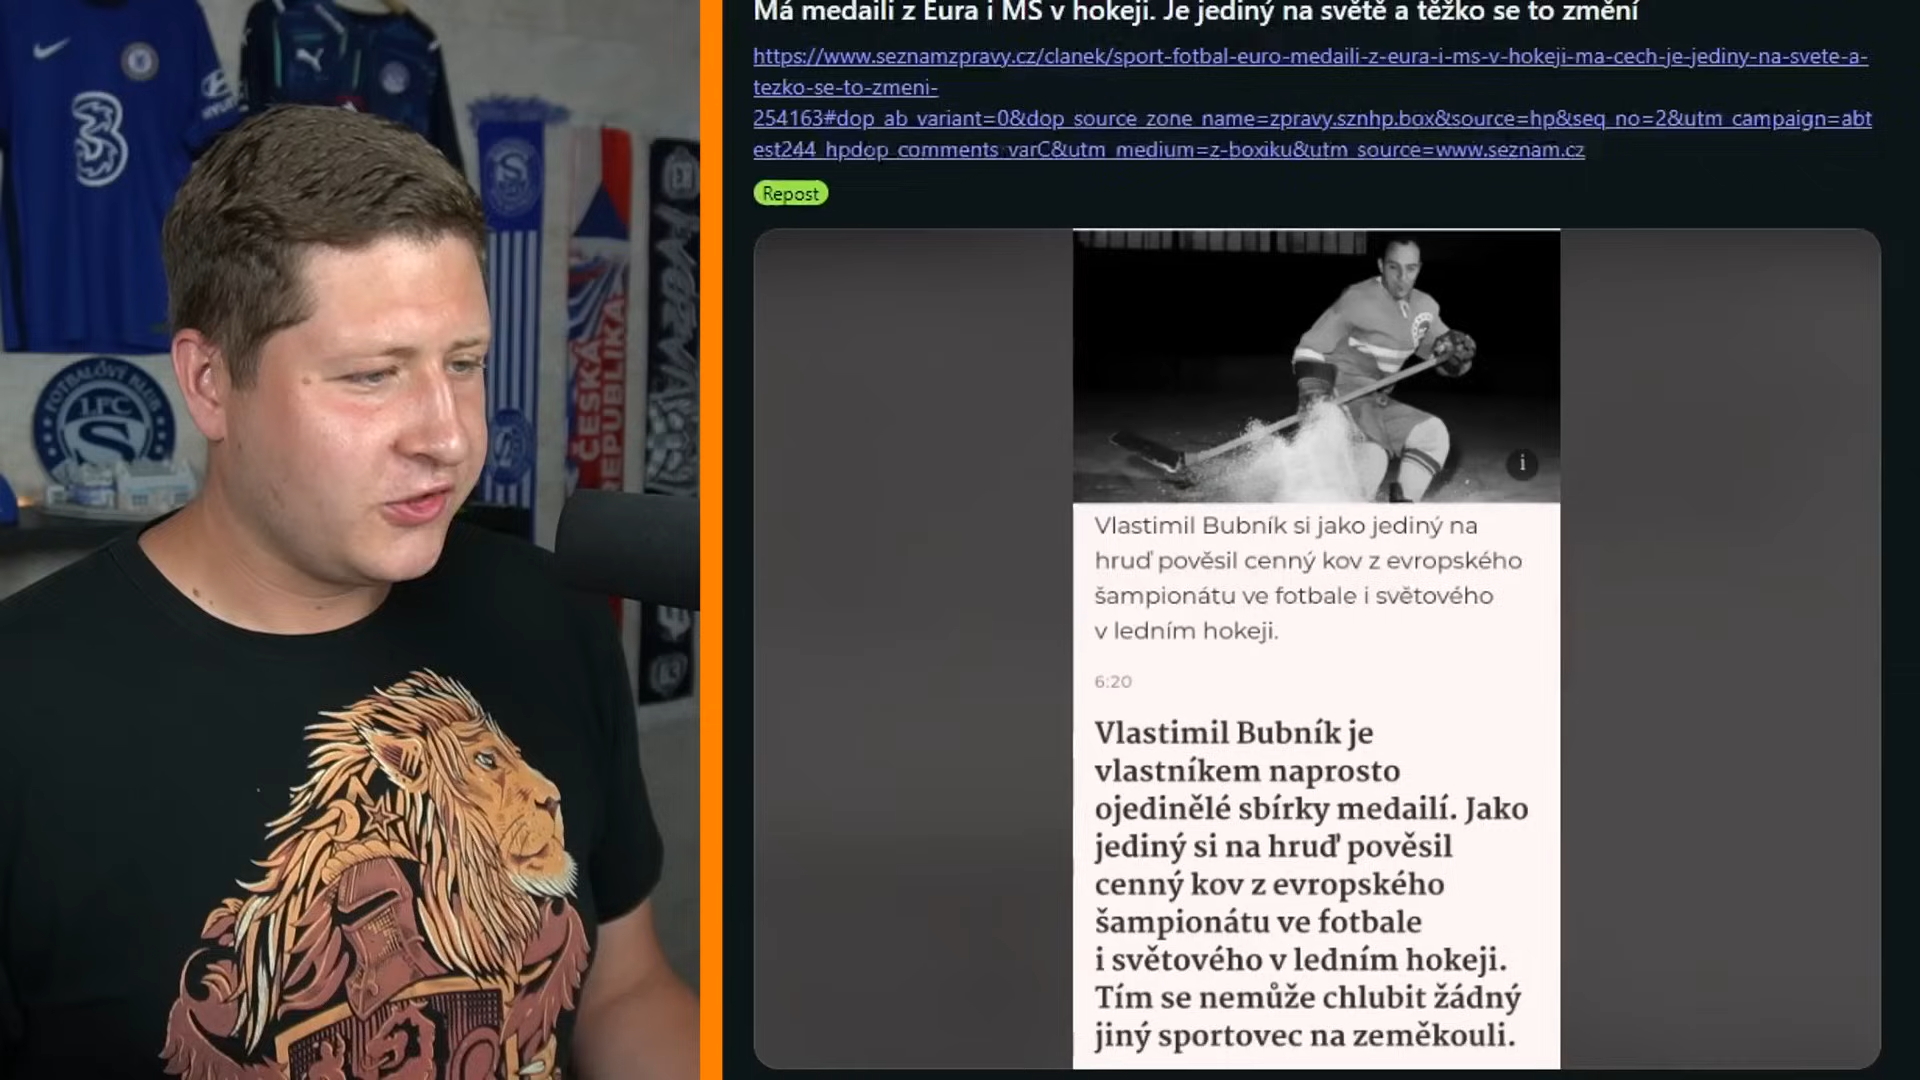 Má medaili z Eura i MS v hokeji. Je jediný na světě a těžko se to změní
https://www.seznamzpravy.cz/clanek/sport-fotbal-euro-medaili-z-eura-i-ms-v-hokeji-ma-cech-je-jediny-na-svete-a-
tezko-se-to-zmeni-
254163#dop_ab_variant=0&dop_source_zone_name=zpravy.sznhp.box&source=hp&seq_no=2&utm_campaign=abt
est244_hpdop_comments_varC&utm_medium=z-boxiku&utm_source=www.seznam.cz
Repost
Vlastimil Bubník si jako jediný na
hruď pověsil cenný kov z evropského
šampionátu ve fotbale i světového
v ledním hokeji.
6:20
Vlastimil Bubník je
vlastníkem naprosto
ojedinělé sbírky medailí. Jako
jediný si na hruď pověsil
cenný kov z evropského
šampionátu ve fotbale
i světového v ledním hokeji.
Tím se nemůže chlubit žádný
jiný sportovec na zeměkouli.
3
FOTBALOVÝ KLUB
1.FC
S
ČESKÁ
REPUBLIKA